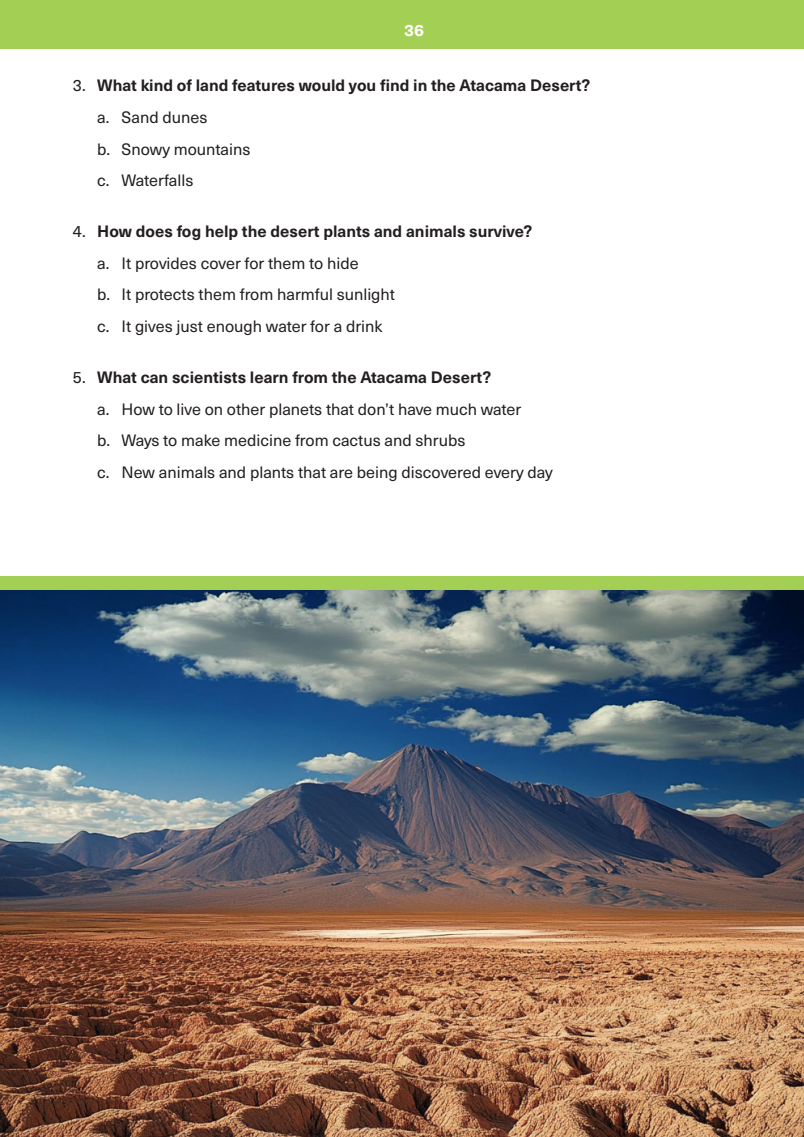 36
3. What kind of land features would you find in the Atacama Desert?
a. Sand dunes
b. Snowy mountains
c. Waterfalls
4. How does fog help the desert plants and animals survive?
a. It provides cover for them to hide
b. It protects them from harmful sunlight
c. It gives just enough water for a drink
5. What can scientists learn from the Atacama Desert?
a. How to live on other planets that don't have much water
b. Ways to make medicine from cactus and shrubs
c. New animals and plants that are being discovered every day